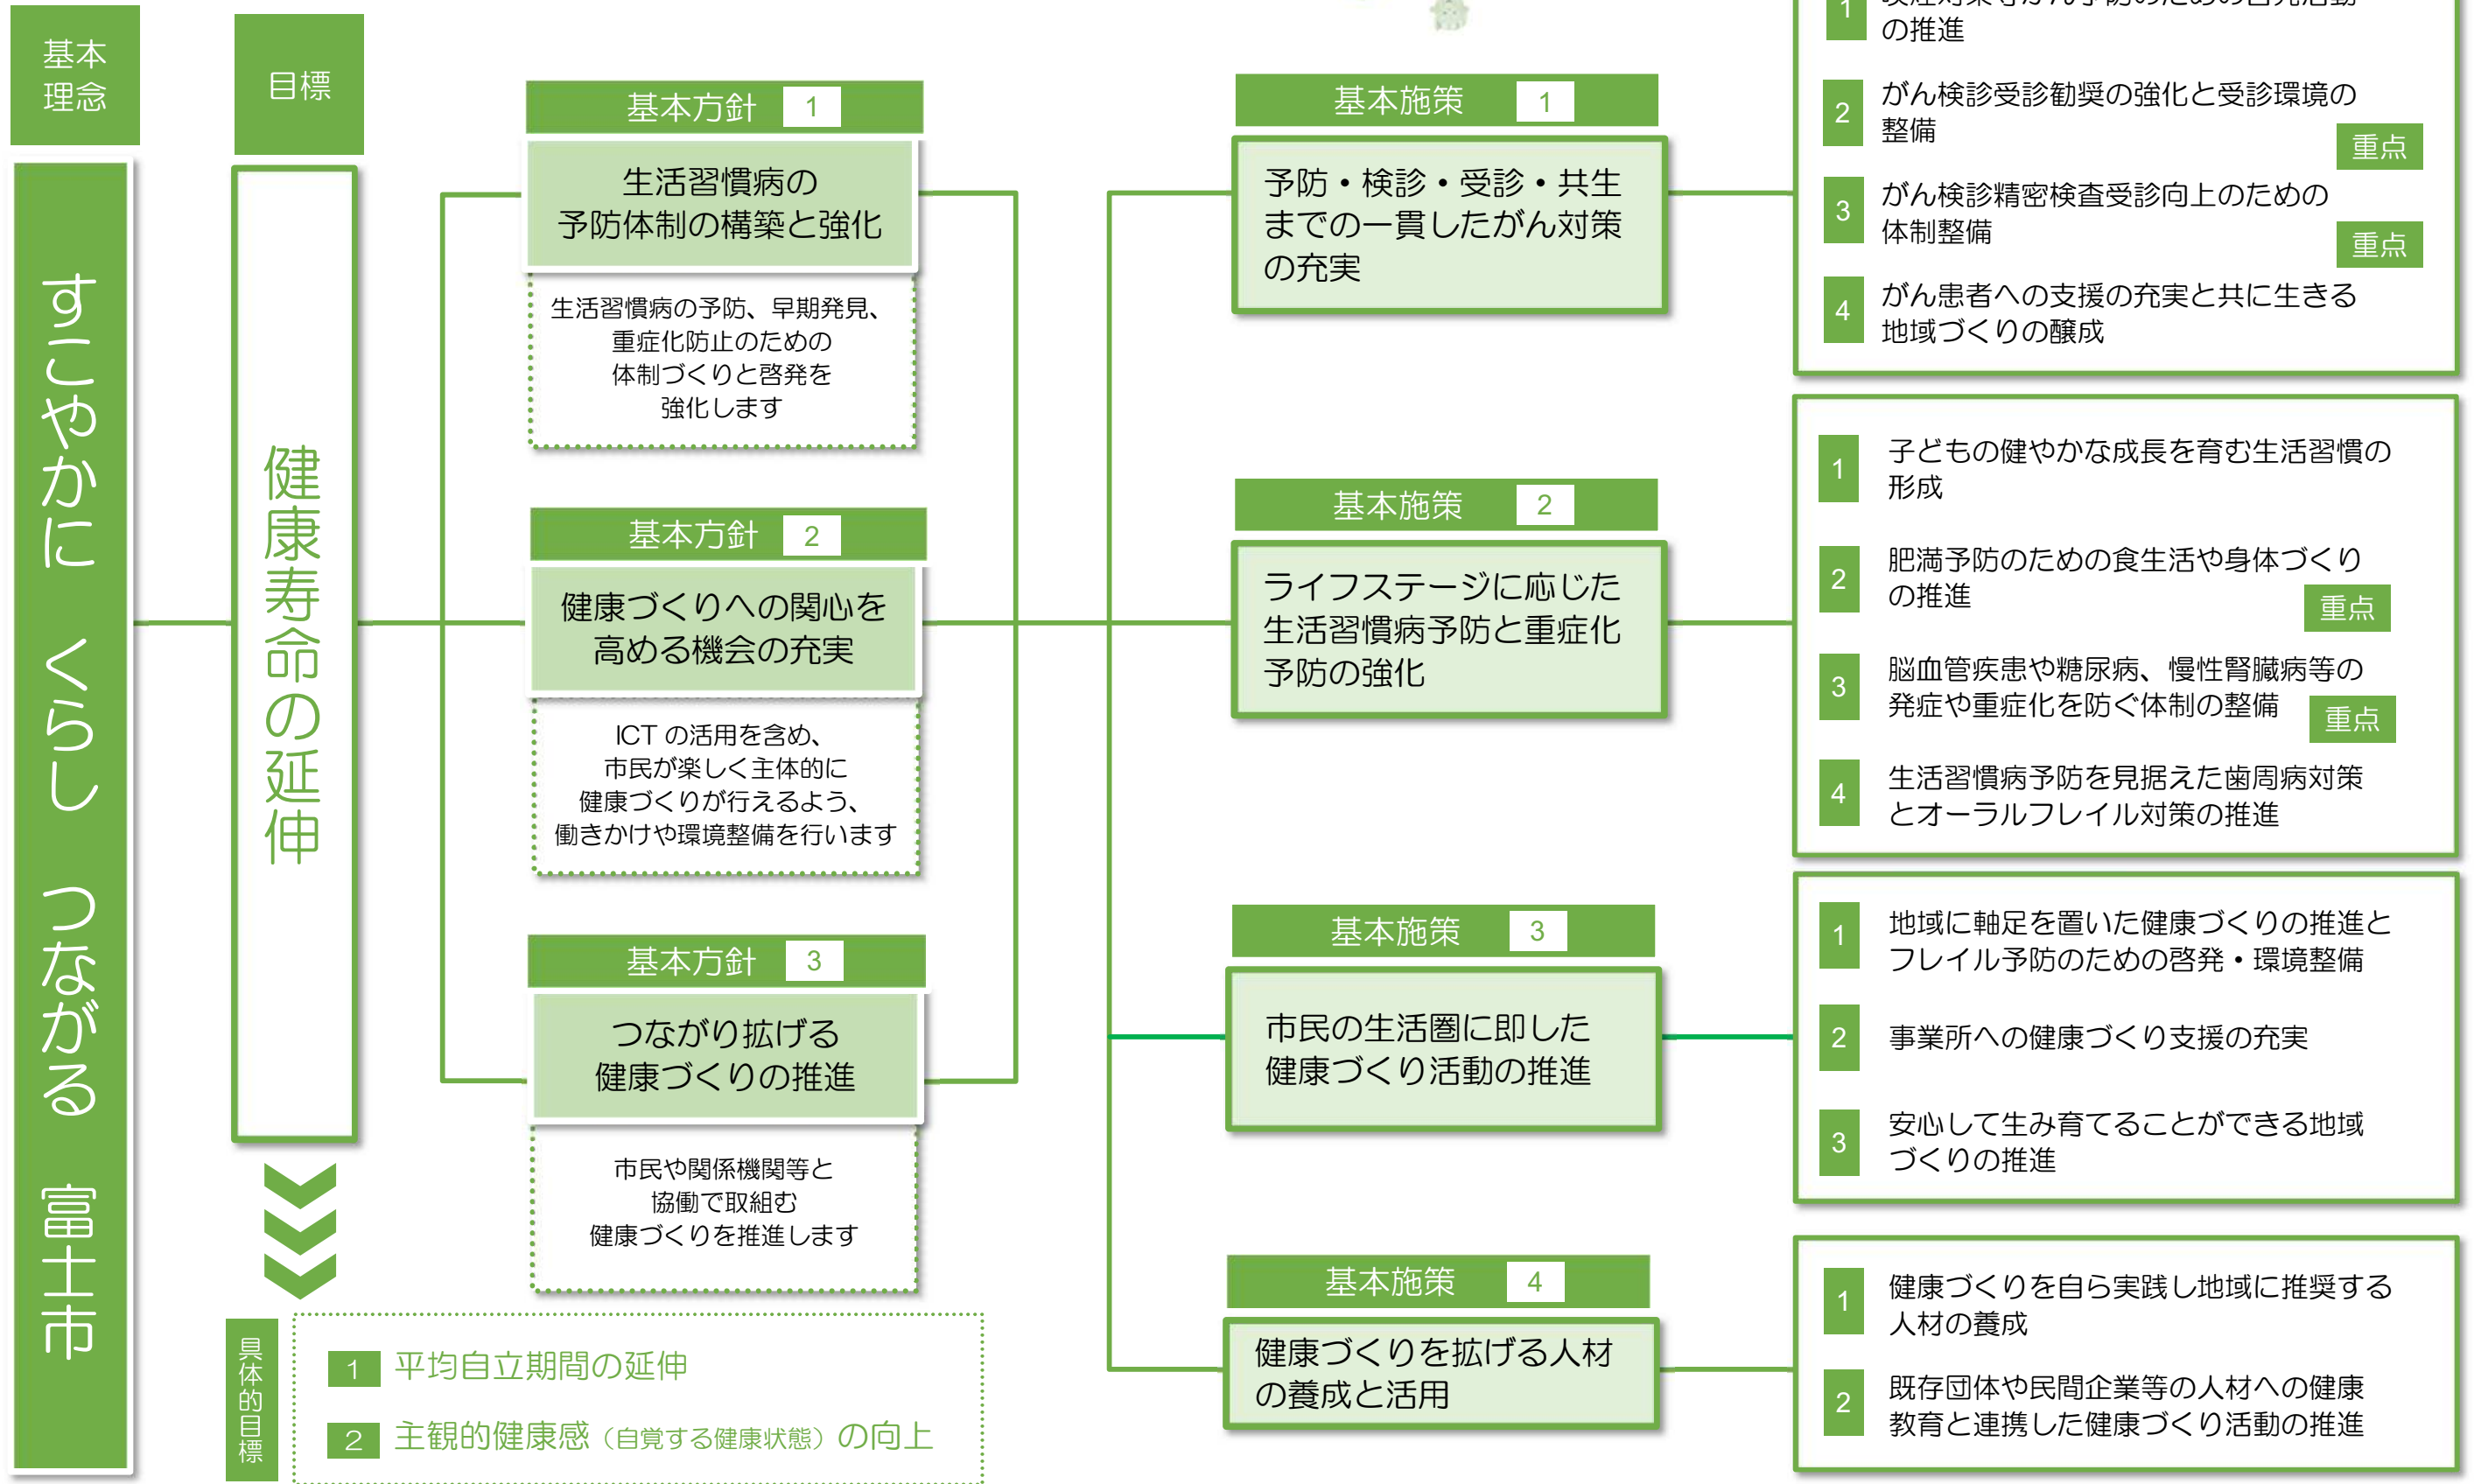 基本
理念
すこやかに くらし つながる 富士市
目標
健康寿命の延伸
具体的目標
1 平均自立期間の延伸
2 主観的健康感（自覚する健康状態）の向上
基本方針 1
生活習慣病の
予防体制の構築と強化
生活習慣病の予防、早期発見、
重症化防止のための
体制づくりと啓発を
強化します
基本方針 2
健康づくりへの関心を
高める機会の充実
ICT の活用を含め、
市民が楽しく主体的に
健康づくりが行えるよう、
働きかけや環境整備を行います
基本方針 3
つながり拡げる
健康づくりの推進
市民や関係機関等と
協働で取組む
健康づくりを推進します
基本施策 1
予防・検診・受診・共生
までの一貫したがん対策
の充実
1
の推進
2 がん検診受診勧奨の強化と受診環境の
整備
重点
3 がん検診精密検査受診向上のための
体制整備
重点
4 がん患者への支援の充実と共に生きる
地域づくりの醸成
基本施策 2
ライフステージに応じた
生活習慣病予防と重症化
予防の強化
1 子どもの健やかな成長を育む生活習慣の
形成
2 肥満予防のための食生活や身体づくり
の推進
重点
3 脳血管疾患や糖尿病、慢性腎臓病等の
発症や重症化を防ぐ体制の整備
重点
4 生活習慣病予防を見据えた歯周病対策
とオーラルフレイル対策の推進
基本施策 3
市民の生活圏に即した
健康づくり活動の推進
1 地域に軸足を置いた健康づくりの推進と
フレイル予防のための啓発・環境整備
2 事業所への健康づくり支援の充実
3 安心して生み育てることができる地域
づくりの推進
基本施策 4
健康づくりを拡げる人材
の養成と活用
1 健康づくりを自ら実践し地域に推奨する
人材の養成
2 既存団体や民間企業等の人材への健康
教育と連携した健康づくり活動の推進